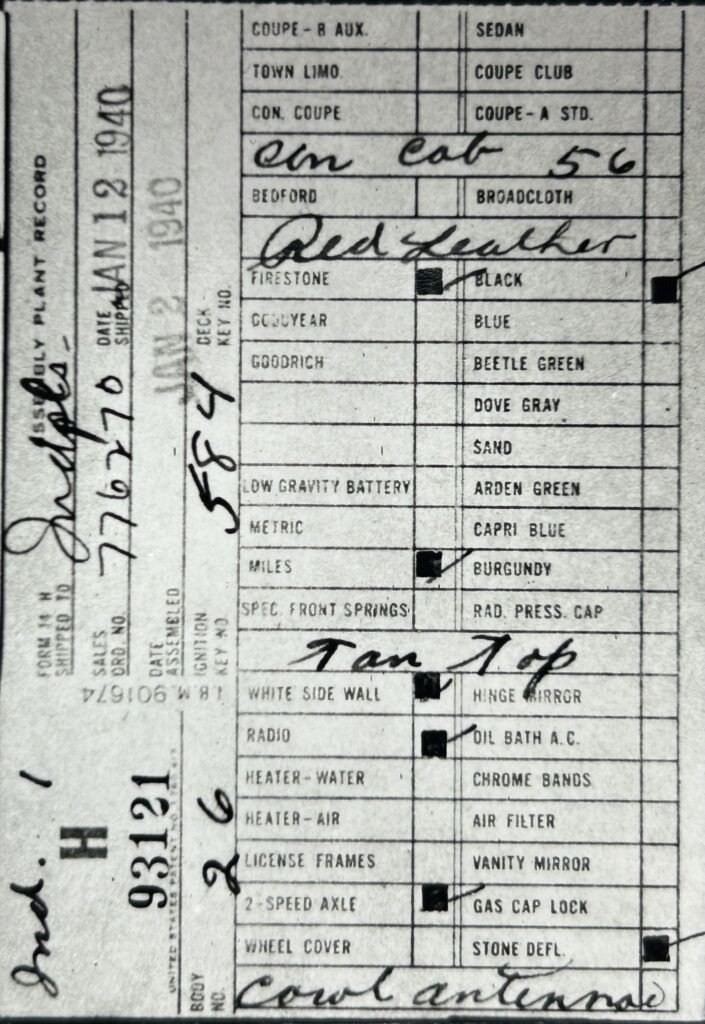 FORM 14 H ASSEMBLY PLANT RECORD
SHIPPED TO Indpls.
SALES ORD. NO. 776270 DATE SHIPPED JAN 12 1940
DATE ASSEMBLED JAN 2 1940
IGNITION KEY NO. 584 DECK KEY NO.
I.B.M. 901674
Ind. 1
H
93121
BODY NO. 26
COUPE - B AUX. SEDAN
TOWN LIMO. COUPE CLUB
CON. COUPE COUPE - A STD.
con cab 56
BEDFORD BROADCLOTH
Red Leather
FIRESTONE BLACK
GOODYEAR BLUE
GOODRICH BEETLE GREEN
DOVE GRAY
SAND
LOW GRAVITY BATTERY ARDEN GREEN
METRIC CAPRI BLUE
MILES BURGUNDY
SPEC. FRONT SPRINGS RAD. PRESS. CAP
Tan Top
WHITE SIDE WALL HINGE MIRROR
RADIO OIL BATH A.C.
HEATER-WATER CHROME BANDS
HEATER-AIR AIR FILTER
LICENSE FRAMES VANITY MIRROR
2-SPEED AXLE GAS CAP LOCK
WHEEL COVER STONE DEFL.
cowl antennae